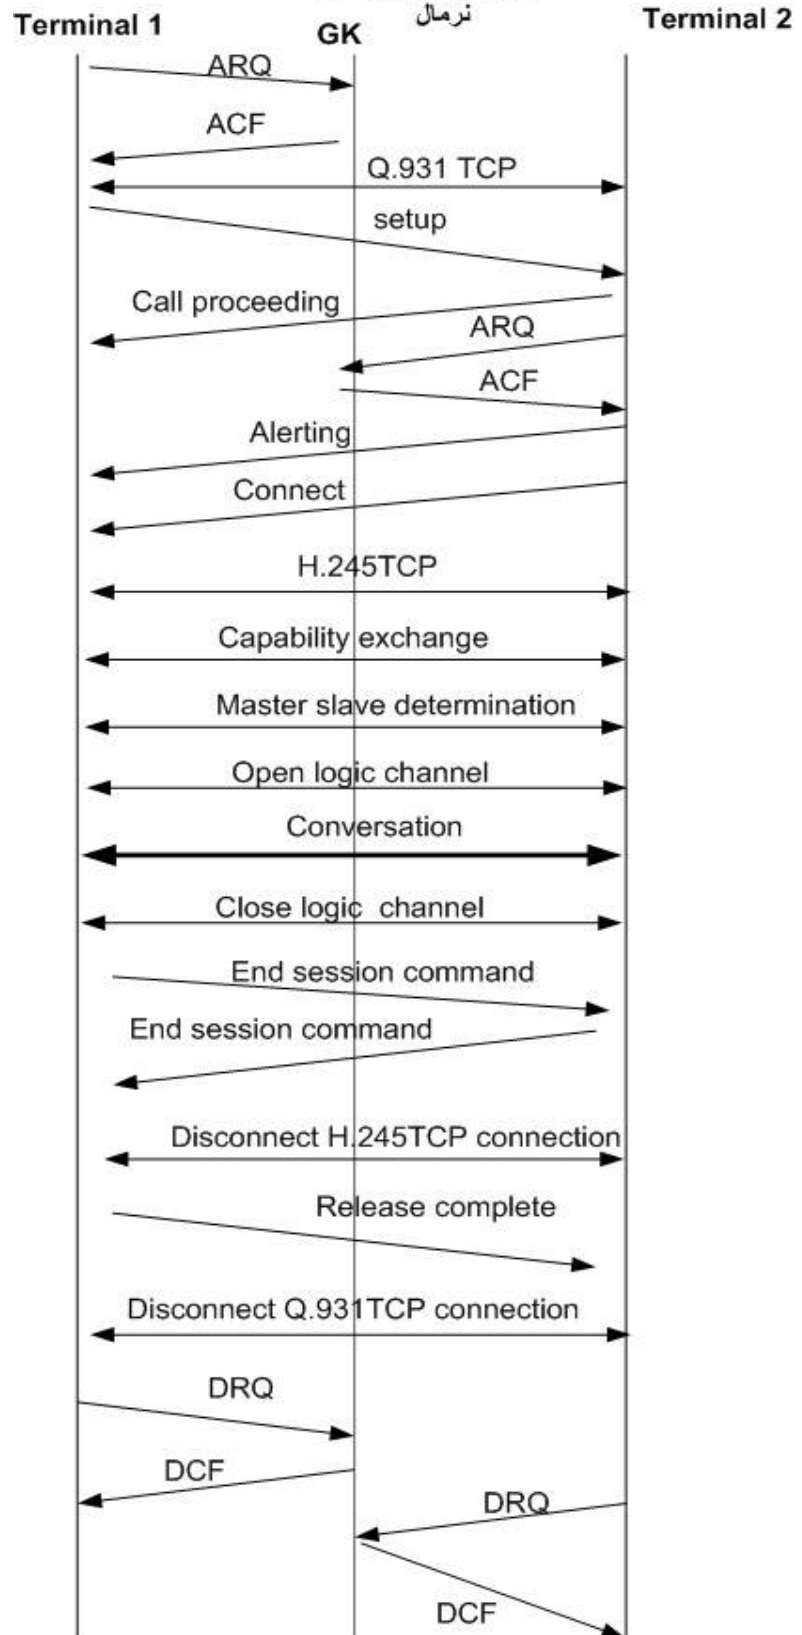 نرمال
Terminal 1
GK
Terminal 2
ARQ
ACF
Q.931 TCP
setup
Call proceeding
ARQ
ACF
Alerting
Connect
H.245TCP
Capability exchange
Master slave determination
Open logic channel
Conversation
Close logic channel
End session command
End session command
Disconnect H.245TCP connection
Release complete
Disconnect Q.931TCP connection
DRQ
DCF
DRQ
DCF